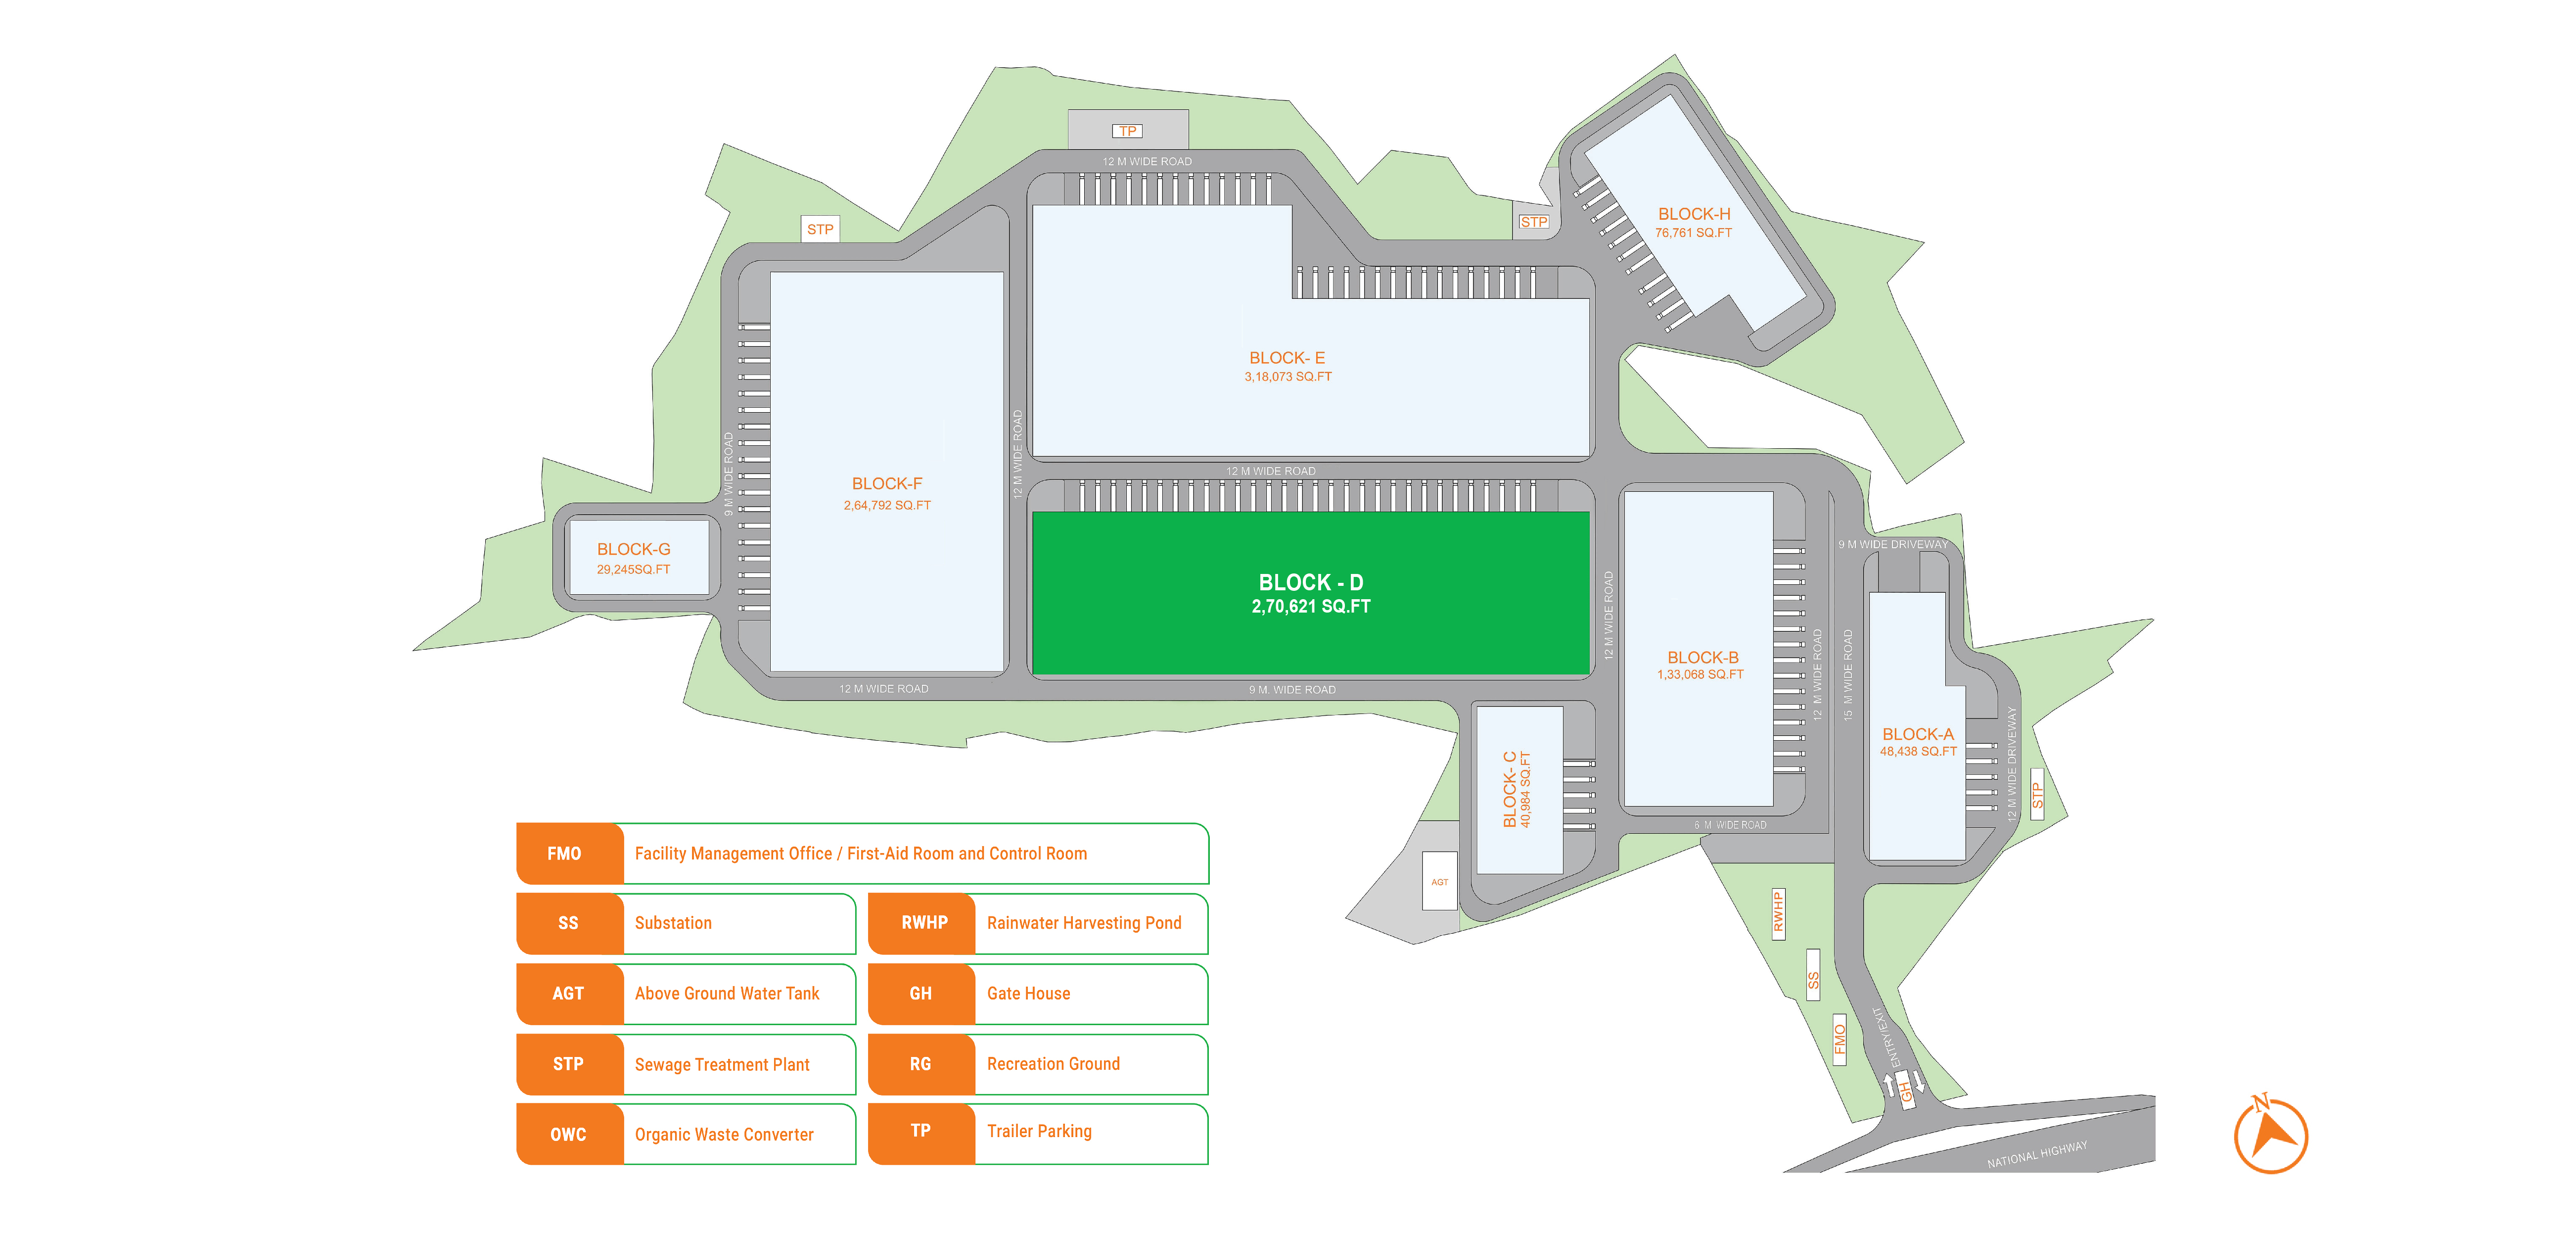 TP
12 M WIDE ROAD
STP
STP
BLOCK-H
76,761 SQ.FT
BLOCK- E
3,18,073 SQ.FT
9 M WIDE ROAD
BLOCK-F
2,64,792 SQ.FT
12 M WIDE ROAD
12 M WIDE ROAD
BLOCK-G
29,245SQ.FT
BLOCK - D
2,70,621 SQ.FT
12 M WIDE ROAD
9 M WIDE DRIVEWAY
BLOCK-B
1,33,068 SQ.FT
12 M WIDE ROAD
15 M WIDE ROAD
12 M WIDE ROAD
9 M. WIDE ROAD
BLOCK-A
48,438 SQ.FT
12 M WIDE DRIVEWAY
STP
BLOCK- C
40,984 SQ.FT
6 M WIDE ROAD
AGT
RWHP
SS
FMO
ENTRY/EXIT
GH
NATIONAL HIGHWAY
N
FMO Facility Management Office / First-Aid Room and Control Room
SS Substation
RWHP Rainwater Harvesting Pond
AGT Above Ground Water Tank
GH Gate House
STP Sewage Treatment Plant
RG Recreation Ground
OWC Organic Waste Converter
TP Trailer Parking